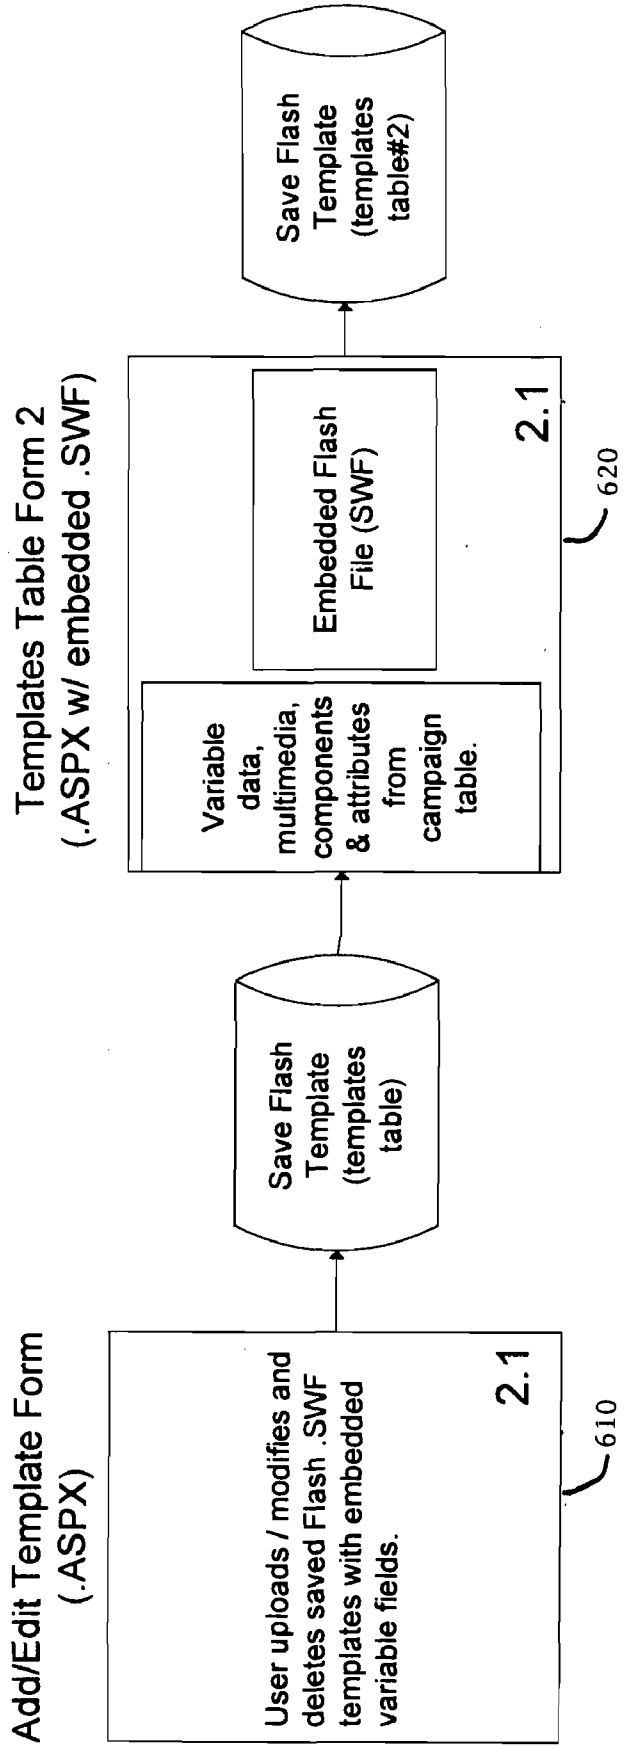 Add/Edit Template Form
(.ASPX)
User uploads / modifies and
deletes saved Flash .SWF
templates with embedded
variable fields.
2.1
610
Save Flash
Template
(templates
table)
Templates Table Form 2
(.ASPX w/ embedded .SWF)
Variable
data,
multimedia,
components
& attributes
from
campaign
table.
Embedded Flash
File (SWF)
2.1
620
Save Flash
Template
(templates
table#2)